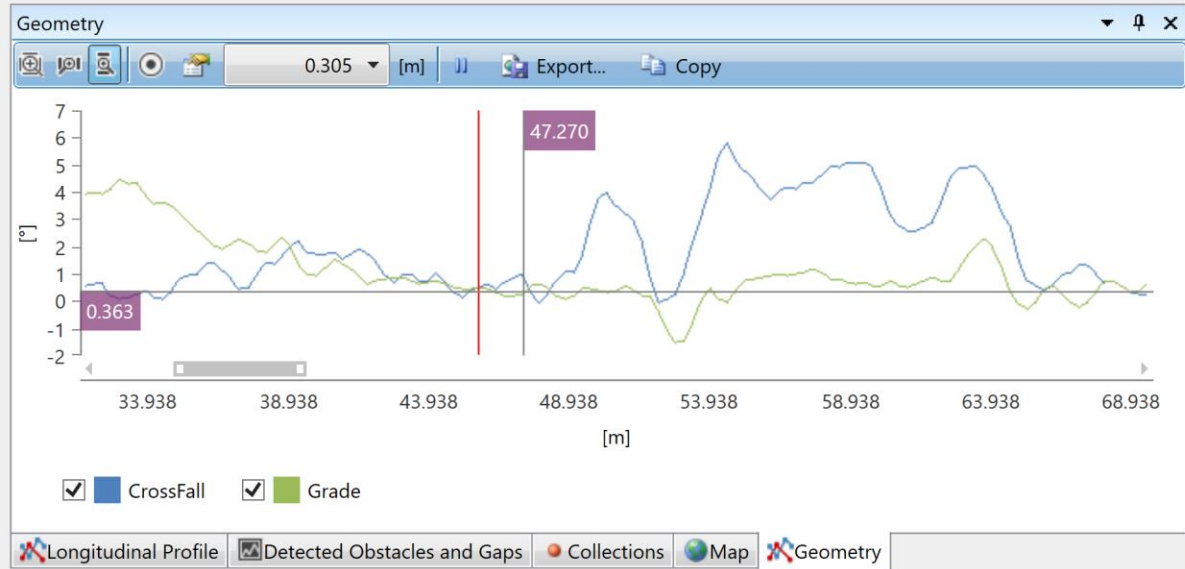 Geometry
0.305 [m] Export... Copy
7
6
5
4
3
2
1
0
-1
-2
[°]
47.270
0.363
33.938 38.938 43.938 48.938 53.938 58.938 63.938 68.938
[m]
CrossFall Grade
Longitudinal Profile Detected Obstacles and Gaps Collections Map Geometry